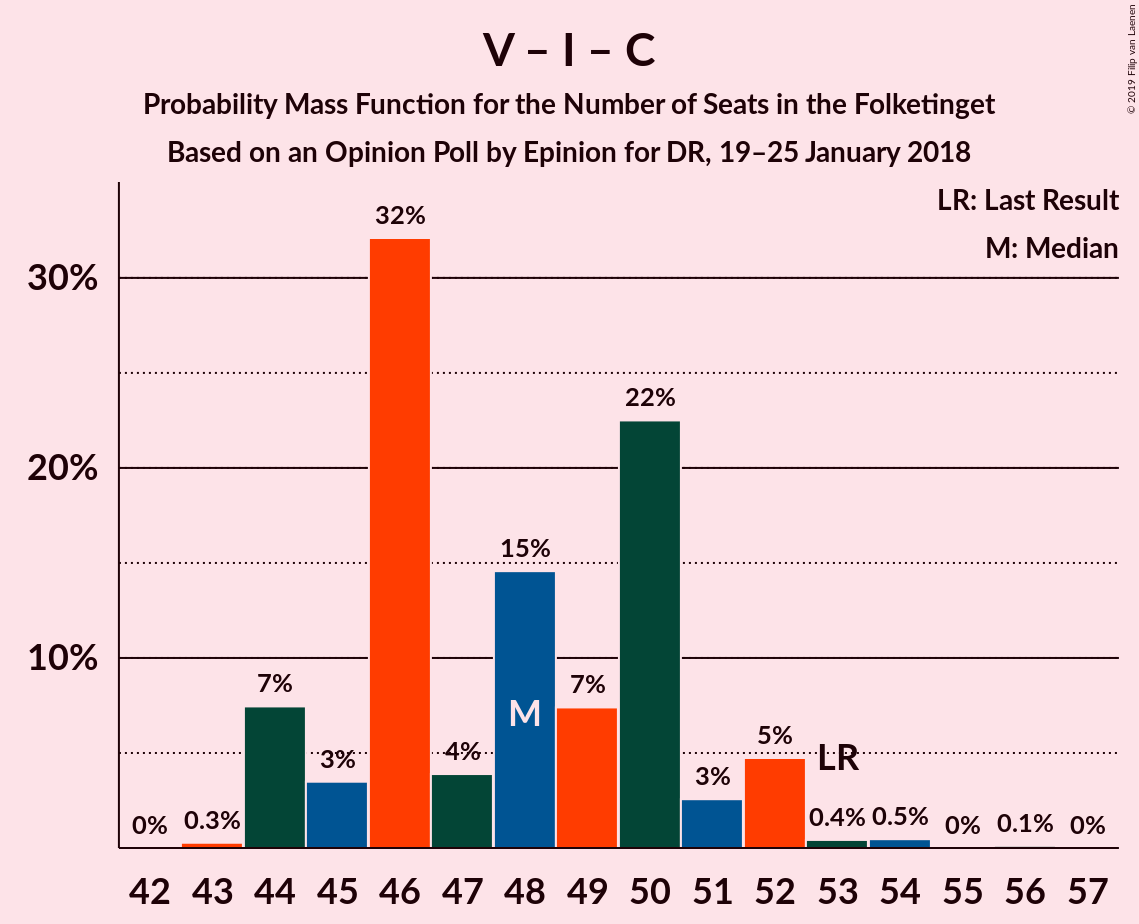 V – I – C
Probability Mass Function for the Number of Seats in the Folketinget
Based on an Opinion Poll by Epinion for DR, 19–25 January 2018
© 2019 Filip van Laenen
LR: Last Result
M: Median
30%
20%
10%
0%
0.3%
7%
3%
32%
4%
15%
M
7%
22%
3%
5%
LR
0.4%
0.5%
0%
0.1%
0%
42 43 44 45 46 47 48 49 50 51 52 53 54 55 56 57